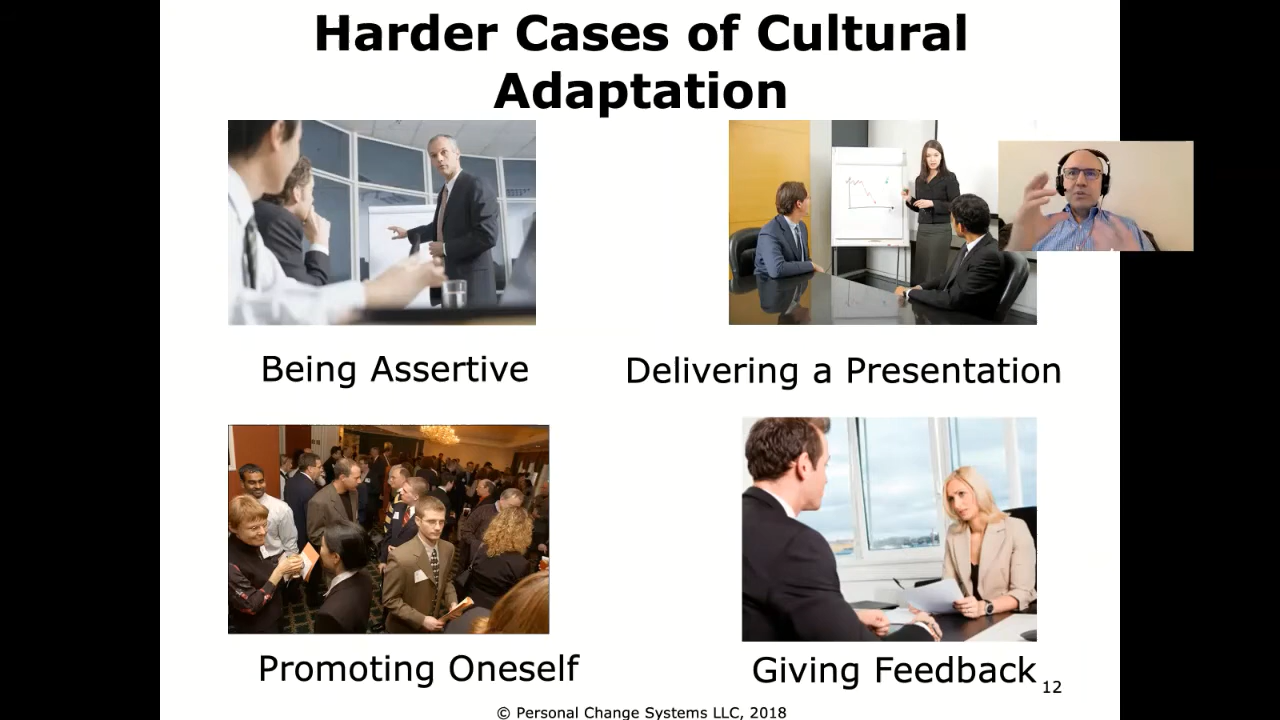 Harder Cases of Cultural
Adaptation
Being Assertive
Delivering a Presentation
Promoting Oneself
Giving Feedback
12
© Personal Change Systems LLC, 2018